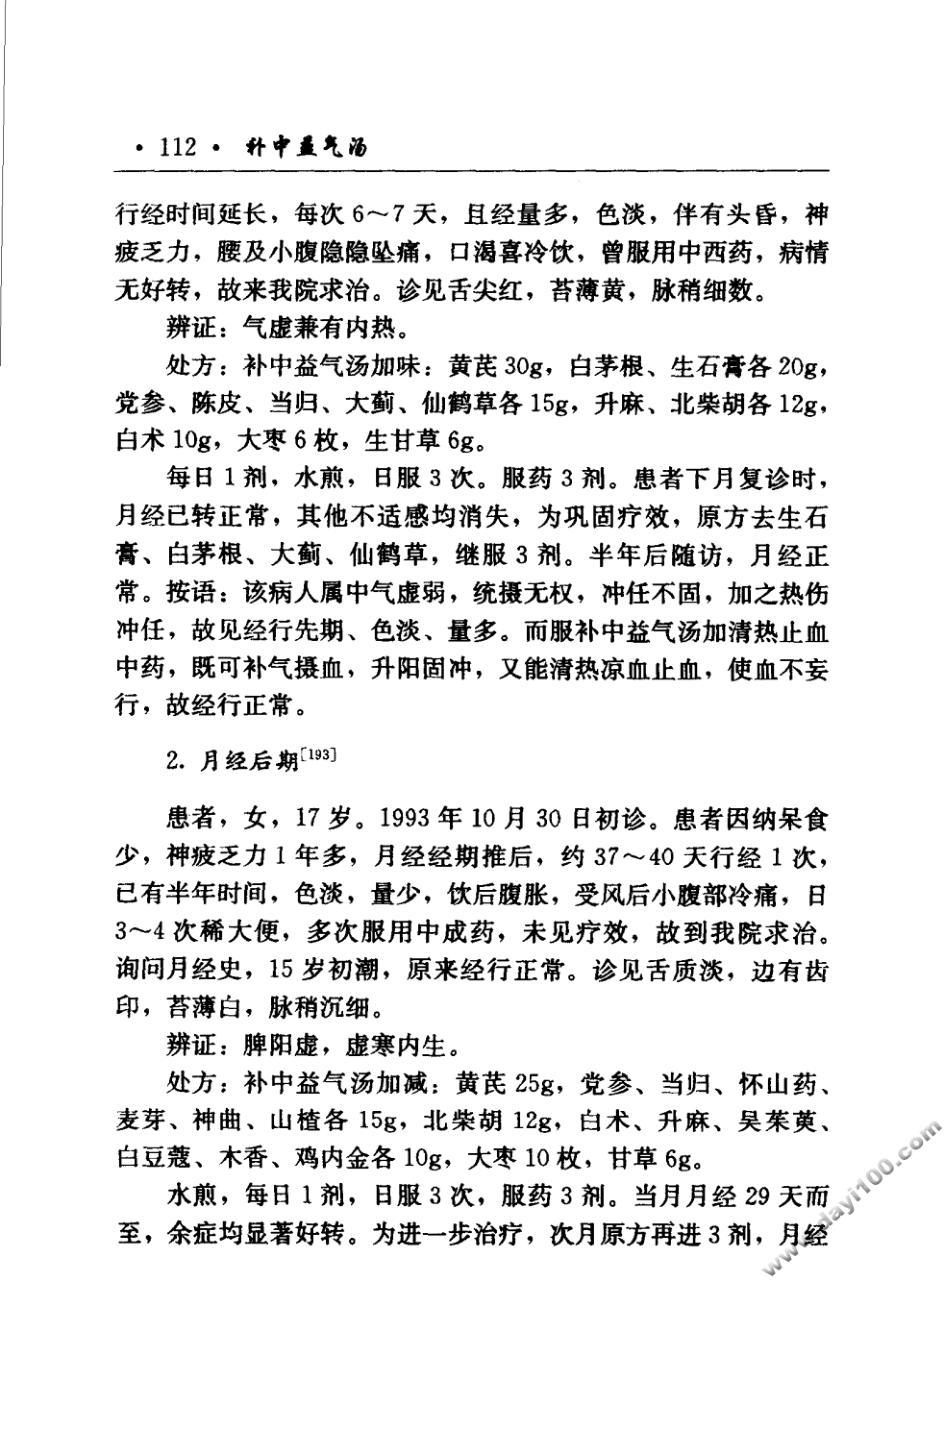 · 112 · 补中益气汤
行经时间延长，每次 6～7 天，且经量多，色淡，伴有头昏，神
疲乏力，腰及小腹隐隐坠痛，口渴喜冷饮，曾服用中西药，病情
无好转，故来我院求治。诊见舌尖红，苔薄黄，脉稍细数。
辨证：气虚兼有内热。
处方：补中益气汤加味：黄芪 30g，白茅根、生石膏各 20g，
党参、陈皮、当归、大蓟、仙鹤草各 15g，升麻、北柴胡各 12g，
白术 10g，大枣 6 枚，生甘草 6g。
每日 1 剂，水煎，日服 3 次。服药 3 剂。患者下月复诊时，
月经已转正常，其他不适感均消失，为巩固疗效，原方去生石
膏、白茅根、大蓟、仙鹤草，继服 3 剂。半年后随访，月经正
常。按语：该病人属中气虚弱，统摄无权，冲任不固，加之热伤
冲任，故见经行先期、色淡、量多。而服补中益气汤加清热止血
中药，既可补气摄血，升阳固冲，又能清热凉血止血，使血不妄
行，故经行正常。
2. 月经后期[193]
患者，女，17 岁。1993 年 10 月 30 日初诊。患者因纳呆食
少，神疲乏力 1 年多，月经经期推后，约 37～40 天行经 1 次，
已有半年时间，色淡，量少，饮后腹胀，受风后小腹部冷痛，日
3～4 次稀大便，多次服用中成药，未见疗效，故到我院求治。
询问月经史，15 岁初潮，原来经行正常。诊见舌质淡，边有齿
印，苔薄白，脉稍沉细。
辨证：脾阳虚，虚寒内生。
处方：补中益气汤加减：黄芪 25g，党参、当归、怀山药、
麦芽、神曲、山楂各 15g，北柴胡 12g，白术、升麻、吴茱萸、
白豆蔻、木香、鸡内金各 10g，大枣 10 枚，甘草 6g。
水煎，每日 1 剂，日服 3 次，服药 3 剂。当月月经 29 天而
至，余症均显著好转。为进一步治疗，次月原方再进 3 剂，月经
www.dayi100.com